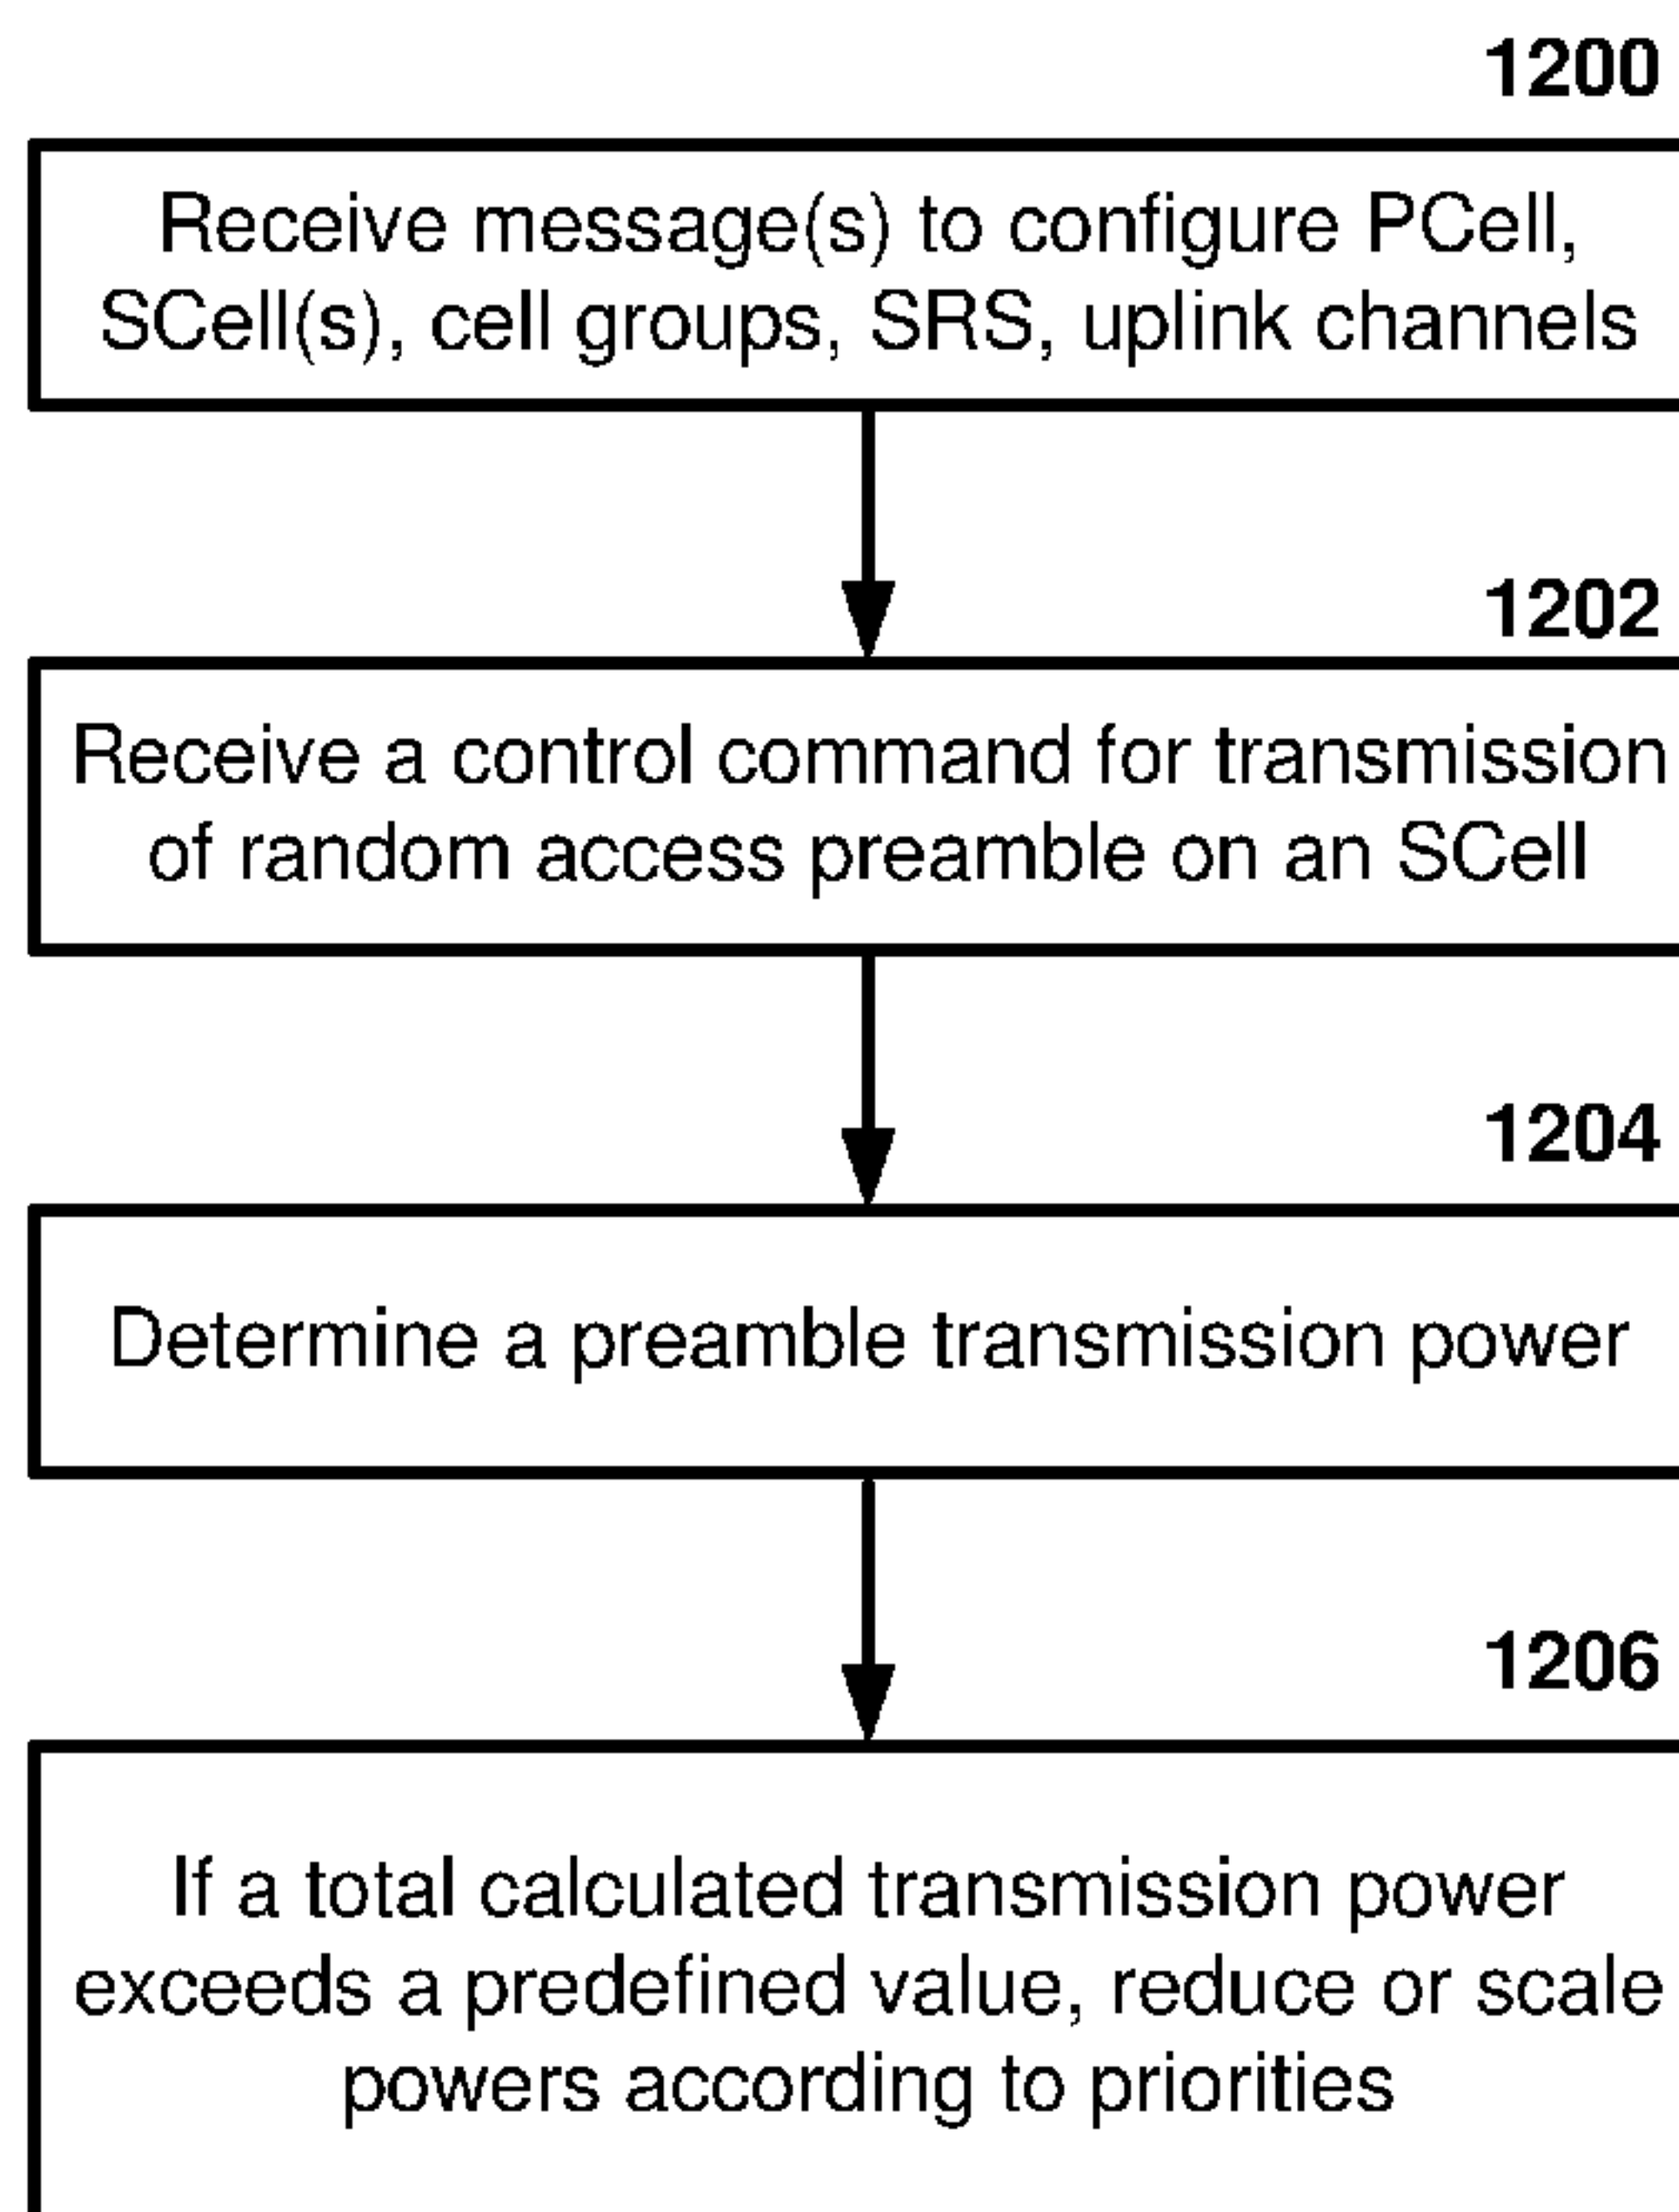 1200
Receive message(s) to configure PCell,
SCell(s), cell groups, SRS, uplink channels
1202
Receive a control command for transmission
of random access preamble on an SCell
1204
Determine a preamble transmission power
1206
If a total calculated transmission power
exceeds a predefined value, reduce or scale
powers according to priorities